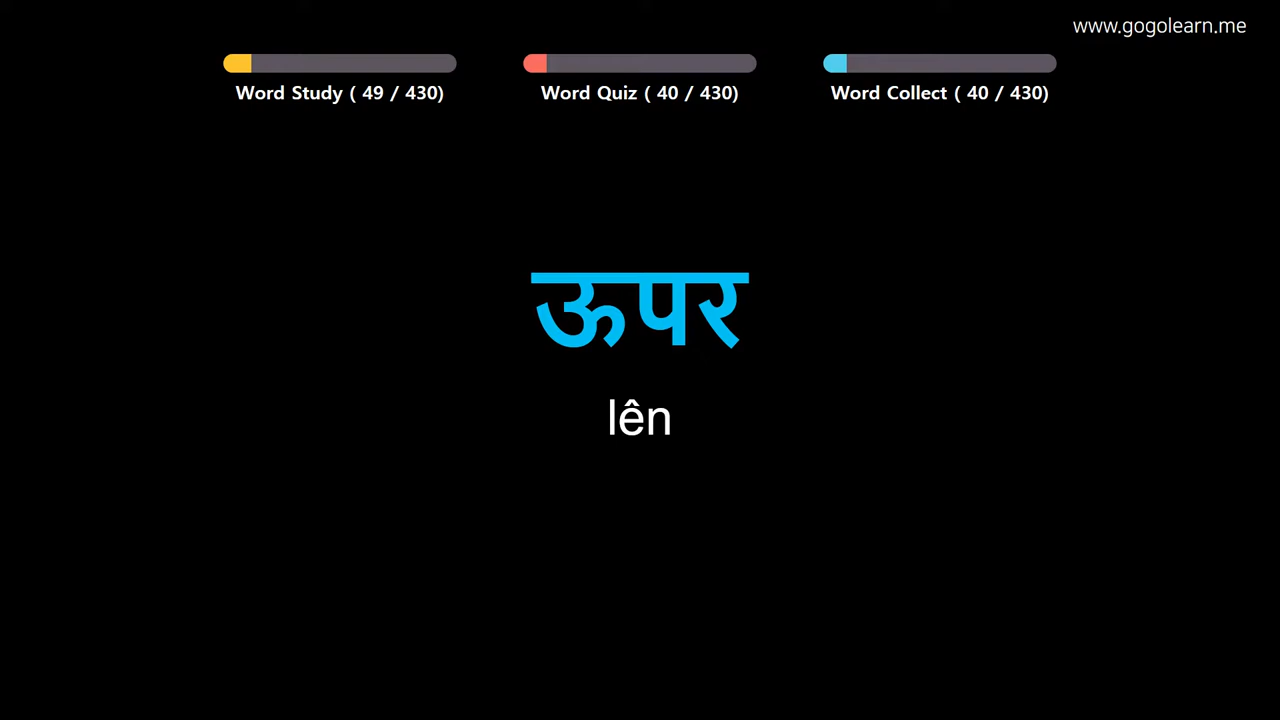 www.gogolearn.me
Word Study ( 49 / 430)
Word Quiz ( 40 / 430)
Word Collect ( 40 / 430)
ऊपर
lên